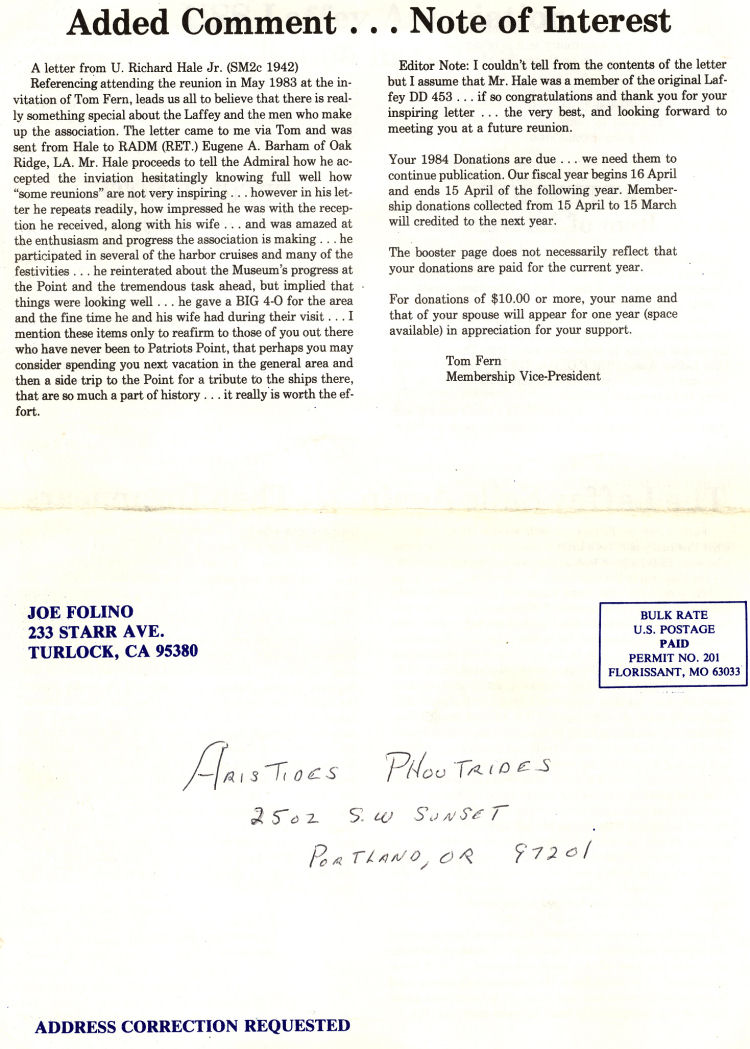 Added Comment . . . Note of Interest
A letter from U. Richard Hale Jr. (SM2c 1942)
Referencing attending the reunion in May 1983 at the in-
vitation of Tom Fern, leads us all to believe that there is real-
ly something special about the Laffey and the men who make
up the association. The letter came to me via Tom and was
sent from Hale to RADM (RET.) Eugene A. Barham of Oak
Ridge, LA. Mr. Hale proceeds to tell the Admiral how he ac-
cepted the inviation hesitatingly knowing full well how
“some reunions” are not very inspiring . . . however in his let-
ter he repeats readily, how impressed he was with the recep-
tion he received, along with his wife . . . and was amazed at
the enthusiasm and progress the association is making . . . he
participated in several of the harbor cruises and many of the
festivities . . . he reinterated about the Museum's progress at
the Point and the tremendous task ahead, but implied that
things were looking well . . . he gave a BIG 4-O for the area
and the fine time he and his wife had during their visit . . . I
mention these items only to reafirm to those of you out there
who have never been to Patriots Point, that perhaps you may
consider spending you next vacation in the general area and
then a side trip to the Point for a tribute to the ships there,
that are so much a part of history . . . it really is worth the ef-
fort.
Editor Note: I couldn't tell from the contents of the letter
but I assume that Mr. Hale was a member of the original Laf-
fey DD 453 . . . if so congratulations and thank you for your
inspiring letter . . . the very best, and looking forward to
meeting you at a future reunion.
Your 1984 Donations are due . . . we need them to
continue publication. Our fiscal year begins 16 April
and ends 15 April of the following year. Member-
ship donations collected from 15 April to 15 March
will credited to the next year.
The booster page does not necessarily reflect that
your donations are paid for the current year.
For donations of $10.00 or more, your name and
that of your spouse will appear for one year (space
available) in appreciation for your support.
Tom Fern
Membership Vice-President
JOE FOLINO
233 STARR AVE.
TURLOCK, CA 95380
BULK RATE
U.S. POSTAGE
PAID
PERMIT NO. 201
FLORISSANT, MO 63033
ARISTIDES PHOUTRIDES
2502 S.W SUNSET
PORTLAND, OR 97201
ADDRESS CORRECTION REQUESTED